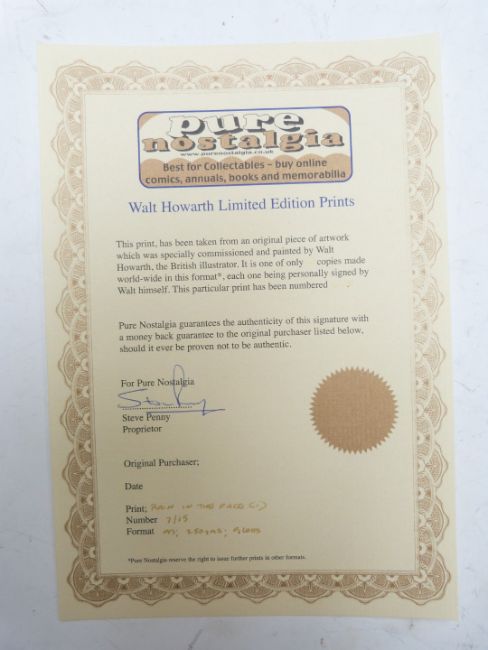 pure
nostalgia
www.purenostalgia.co.uk
Best for Collectables – buy online
comics, annuals, books and memorabilia
Walt Howarth Limited Edition Prints
This print, has been taken from an original piece of artwork
which was specially commissioned and painted by Walt
Howarth, the British illustrator. It is one of only copies made
world-wide in this format*, each one being personally signed by
Walt himself. This particular print has been numbered
Pure Nostalgia guarantees the authenticity of this signature with
a money back guarantee to the original purchaser listed below,
should it ever be proven not to be authentic.
For Pure Nostalgia
Steve Penny
Proprietor
Original Purchaser;
Date
Print; RAIN IN THE FACE
Number 7/15
Format 250gms; gloss
*Pure Nostalgia reserve the right to issue further prints in other formats.